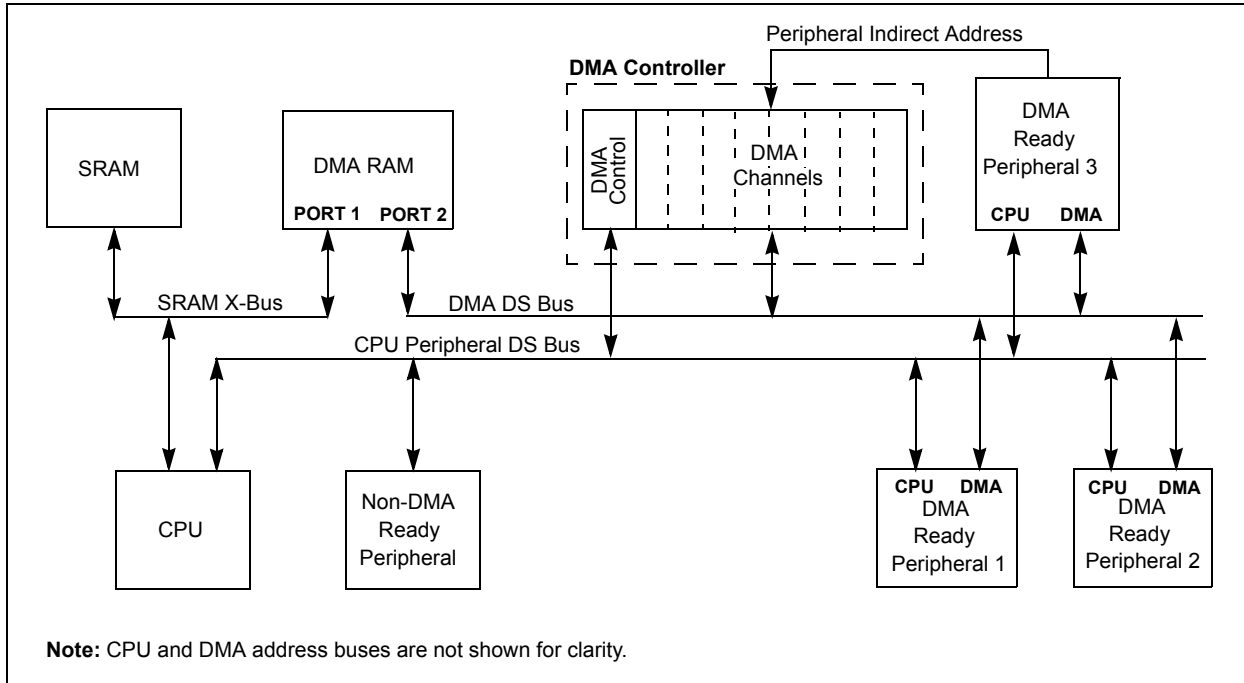 Peripheral Indirect Address
DMA Controller
SRAM
DMA RAM
PORT 1 PORT 2
DMA
Control
DMA
Channels
DMA
Ready
Peripheral 3
CPU DMA
SRAM X-Bus
DMA DS Bus
CPU Peripheral DS Bus
CPU
Non-DMA
Ready
Peripheral
CPU DMA
DMA
Ready
Peripheral 1
CPU DMA
DMA
Ready
Peripheral 2
Note: CPU and DMA address buses are not shown for clarity.